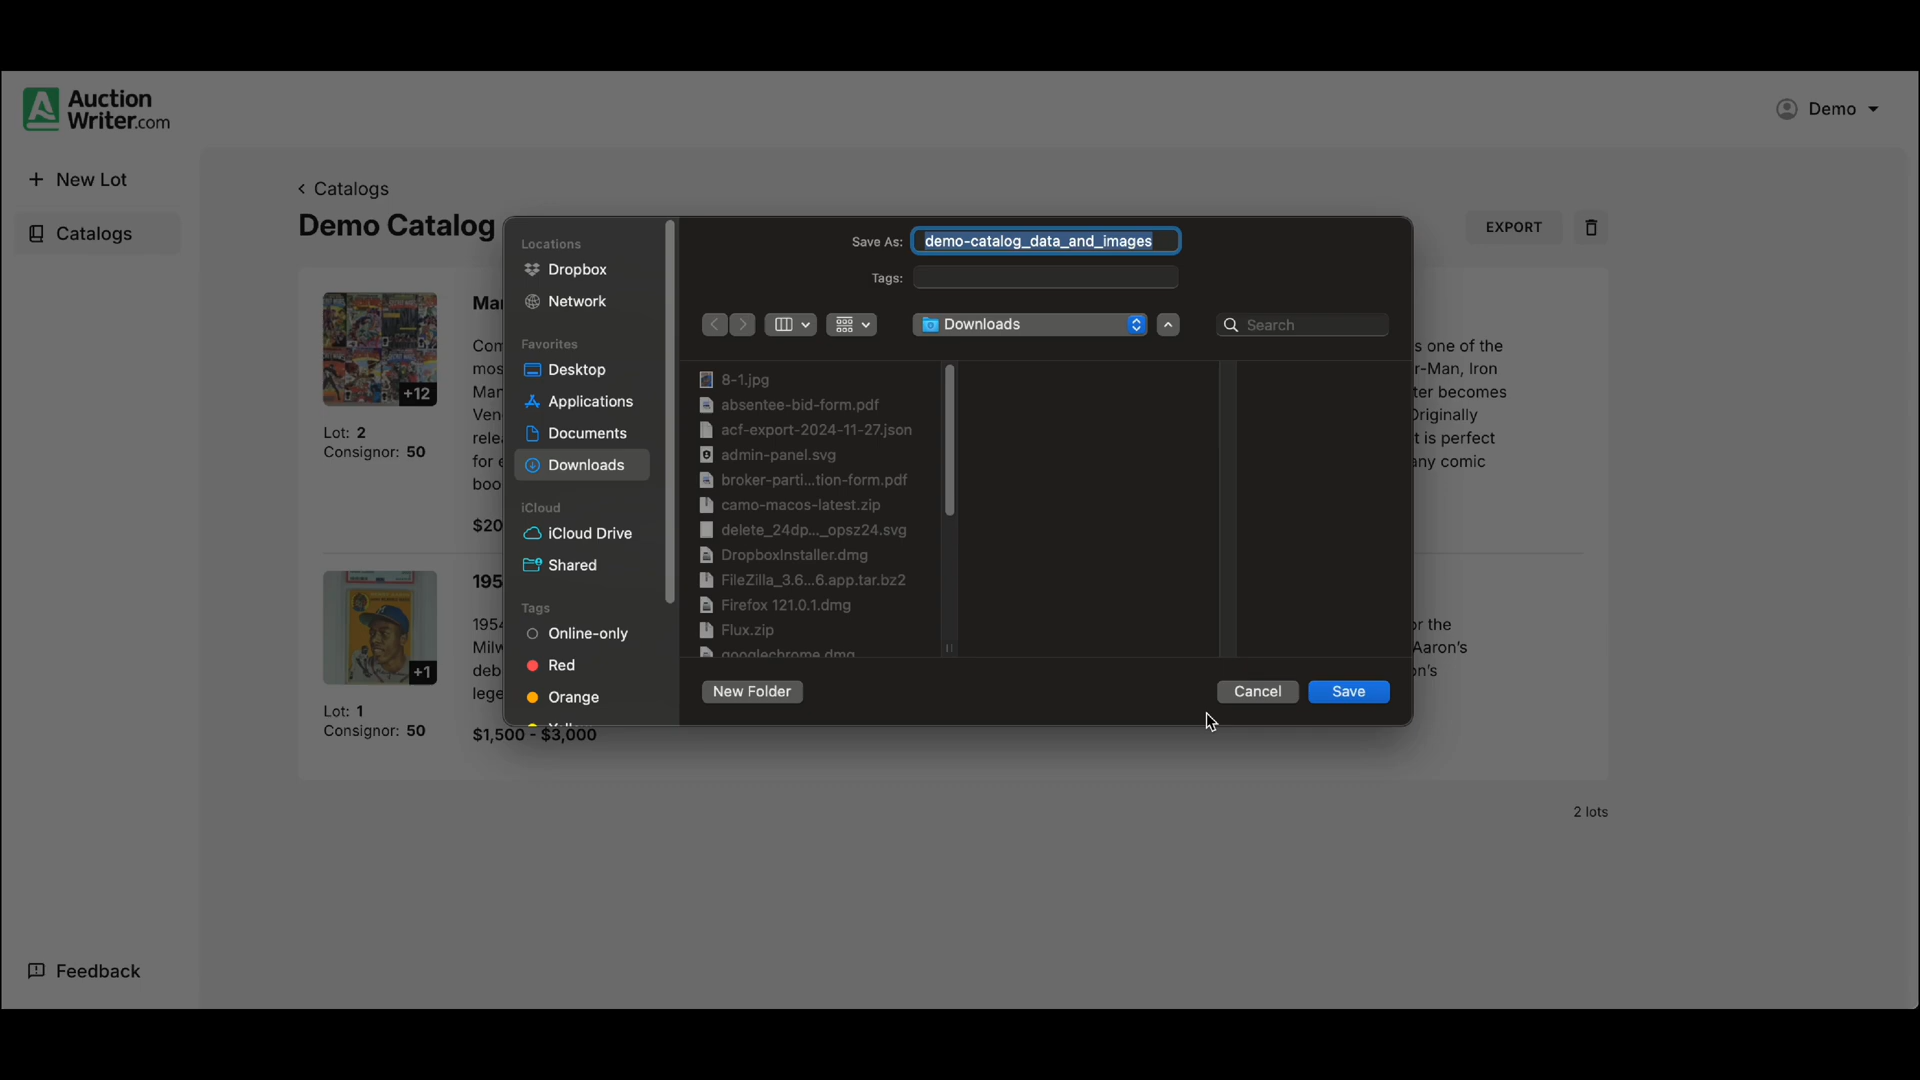 Auction
Writer.com
Demo
New Lot
Catalogs
Feedback
Catalogs
Demo Catalog
EXPORT
+12
Lot: 2
Consignor: 50
+1
Lot: 1
Consignor: 50
$1,500 - $3,000
s one of the
r-Man, Iron
ter becomes
Originally
t is perfect
any comic
or the
Aaron's
on's
2 lots
Locations
Dropbox
Network
Favorites
Desktop
Applications
Documents
Downloads
iCloud
iCloud Drive
Shared
Tags
Online-only
Red
Orange
Save As: demo-catalog_data_and_images
Tags:
Downloads
Search
8-1.jpg
absentee-bid-form.pdf
acf-export-2024-11-27.json
admin-panel.svg
broker-parti...tion-form.pdf
camo-macos-latest.zip
delete_24dp..._opsz24.svg
DropboxInstaller.dmg
FileZilla_3.6...6.app.tar.bz2
Firefox 121.0.1.dmg
Flux.zip
googlechrome.dmg
New Folder
Cancel
Save